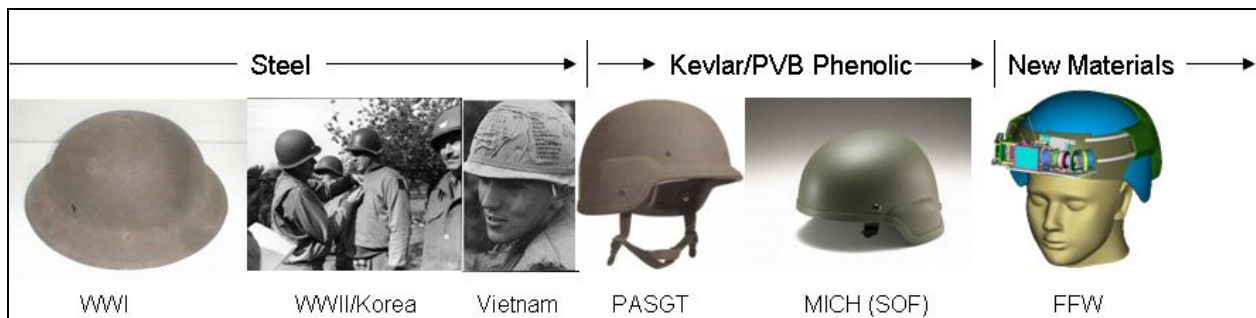 Steel Kevlar/PVB Phenolic New Materials
WWI WWII/Korea Vietnam PASGT MICH (SOF) FFW